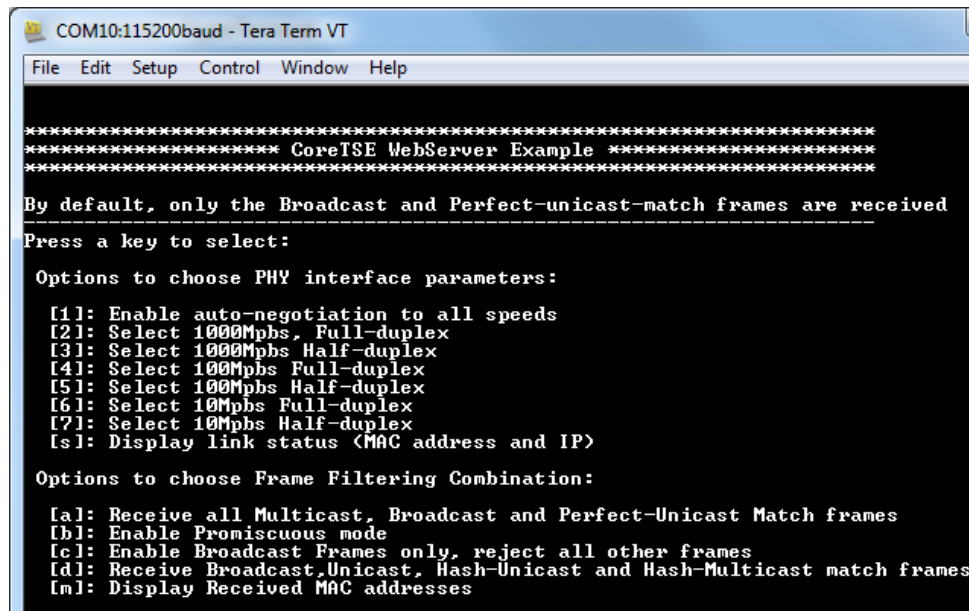 COM10:115200baud - Tera Term VT
File Edit Setup Control Window Help
*********************************************************************
********************* CoreTSE WebServer Example *********************
*********************************************************************
By default, only the Broadcast and Perfect-unicast-match frames are received
---------------------------------------------------------------------
Press a key to select:
Options to choose PHY interface parameters:
[1]: Enable auto-negotiation to all speeds
[2]: Select 1000Mpbs, Full-duplex
[3]: Select 1000Mpbs Half-duplex
[4]: Select 100Mpbs Full-duplex
[5]: Select 100Mpbs Half-duplex
[6]: Select 10Mpbs Full-duplex
[7]: Select 10Mpbs Half-duplex
[s]: Display link status (MAC address and IP)
Options to choose Frame Filtering Combination:
[a]: Receive all Multicast, Broadcast and Perfect-Unicast Match frames
[b]: Enable Promiscuous mode
[c]: Enable Broadcast Frames only, reject all other frames
[d]: Receive Broadcast,Unicast, Hash-Unicast and Hash-Multicast match frames
[m]: Display Received MAC addresses